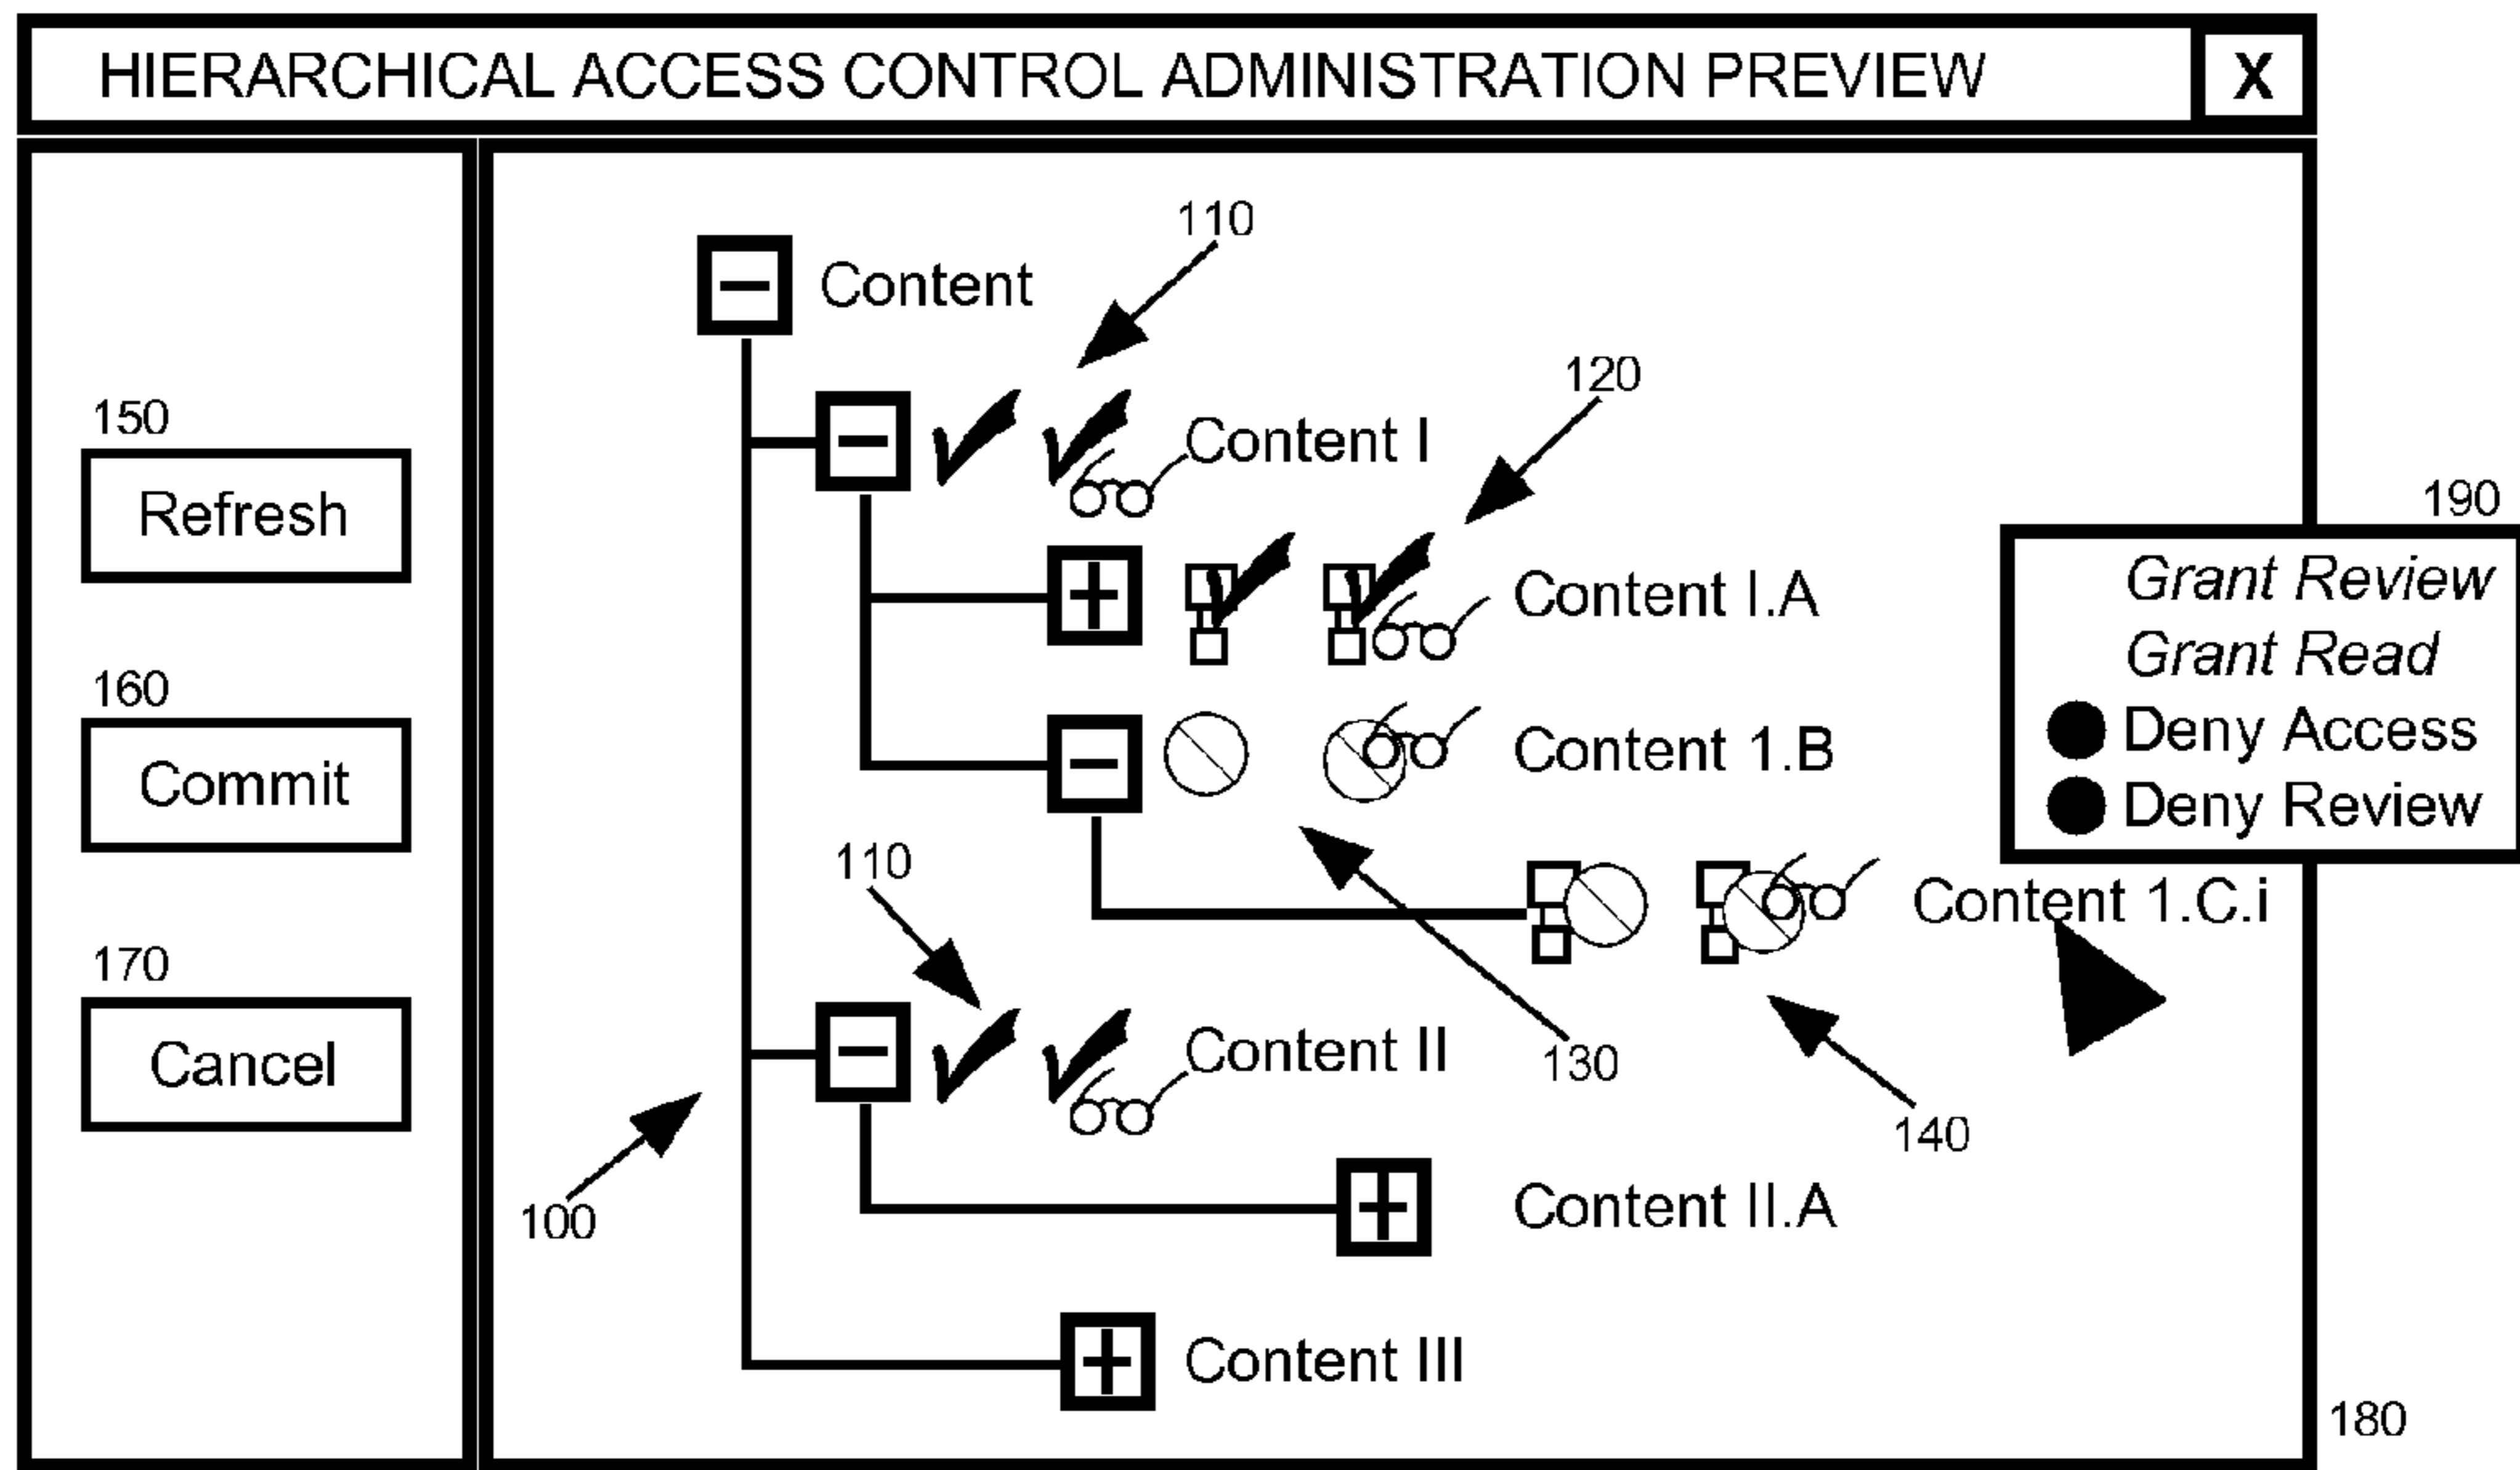 HIERARCHICAL ACCESS CONTROL ADMINISTRATION PREVIEW X
110
Content
120
150
Content I
190
Refresh
Grant Review
Content I.A
Grant Read
160
Deny Access
Content 1.B
Commit
Deny Review
110
Content 1.C.i
170
Content II
130
Cancel
140
100
Content II.A
Content III
180